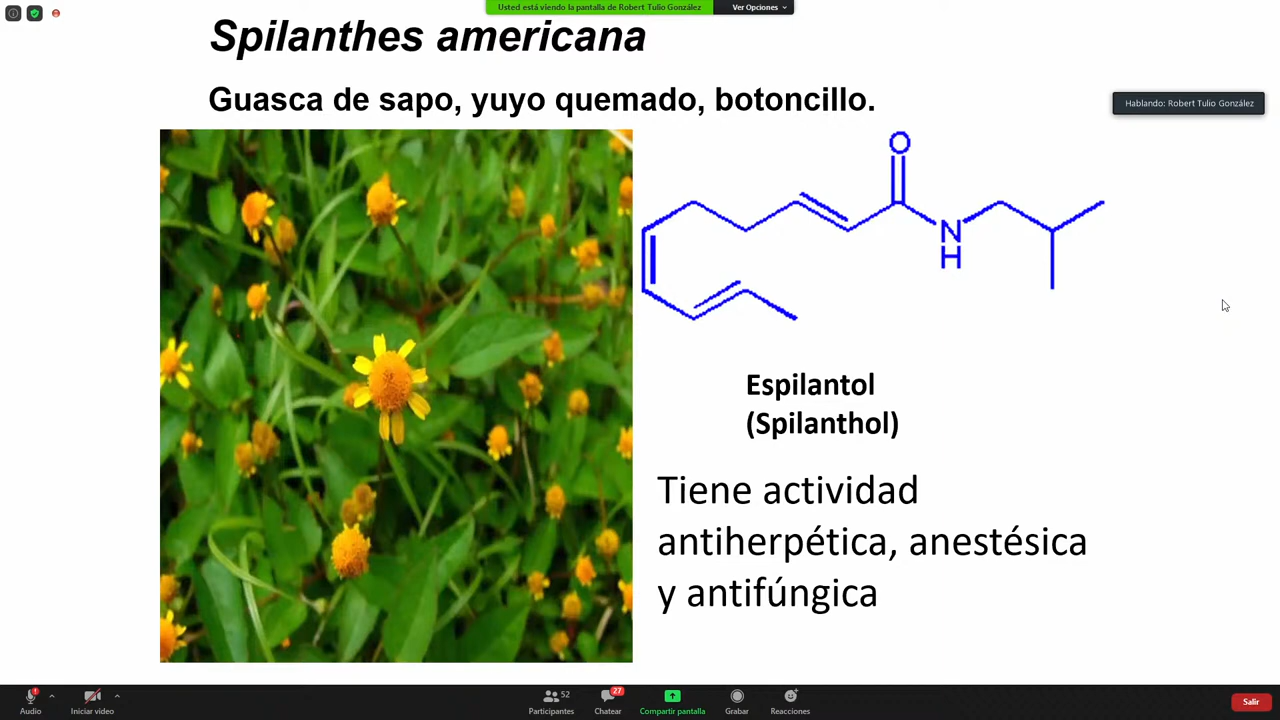 Usted está viendo la pantalla de Robert Tulio González
Ver Opciones
Spilanthes americana
Guasca de sapo, yuyo quemado, botoncillo.
Hablando: Robert Tulio González
O
N
H
Espilantol
(Spilanthol)
Tiene actividad
antiherpética, anestésica
y antifúngica
Audio
Iniciar video
52
Participantes
27
Chatear
Compartir pantalla
Grabar
Reacciones
Salir